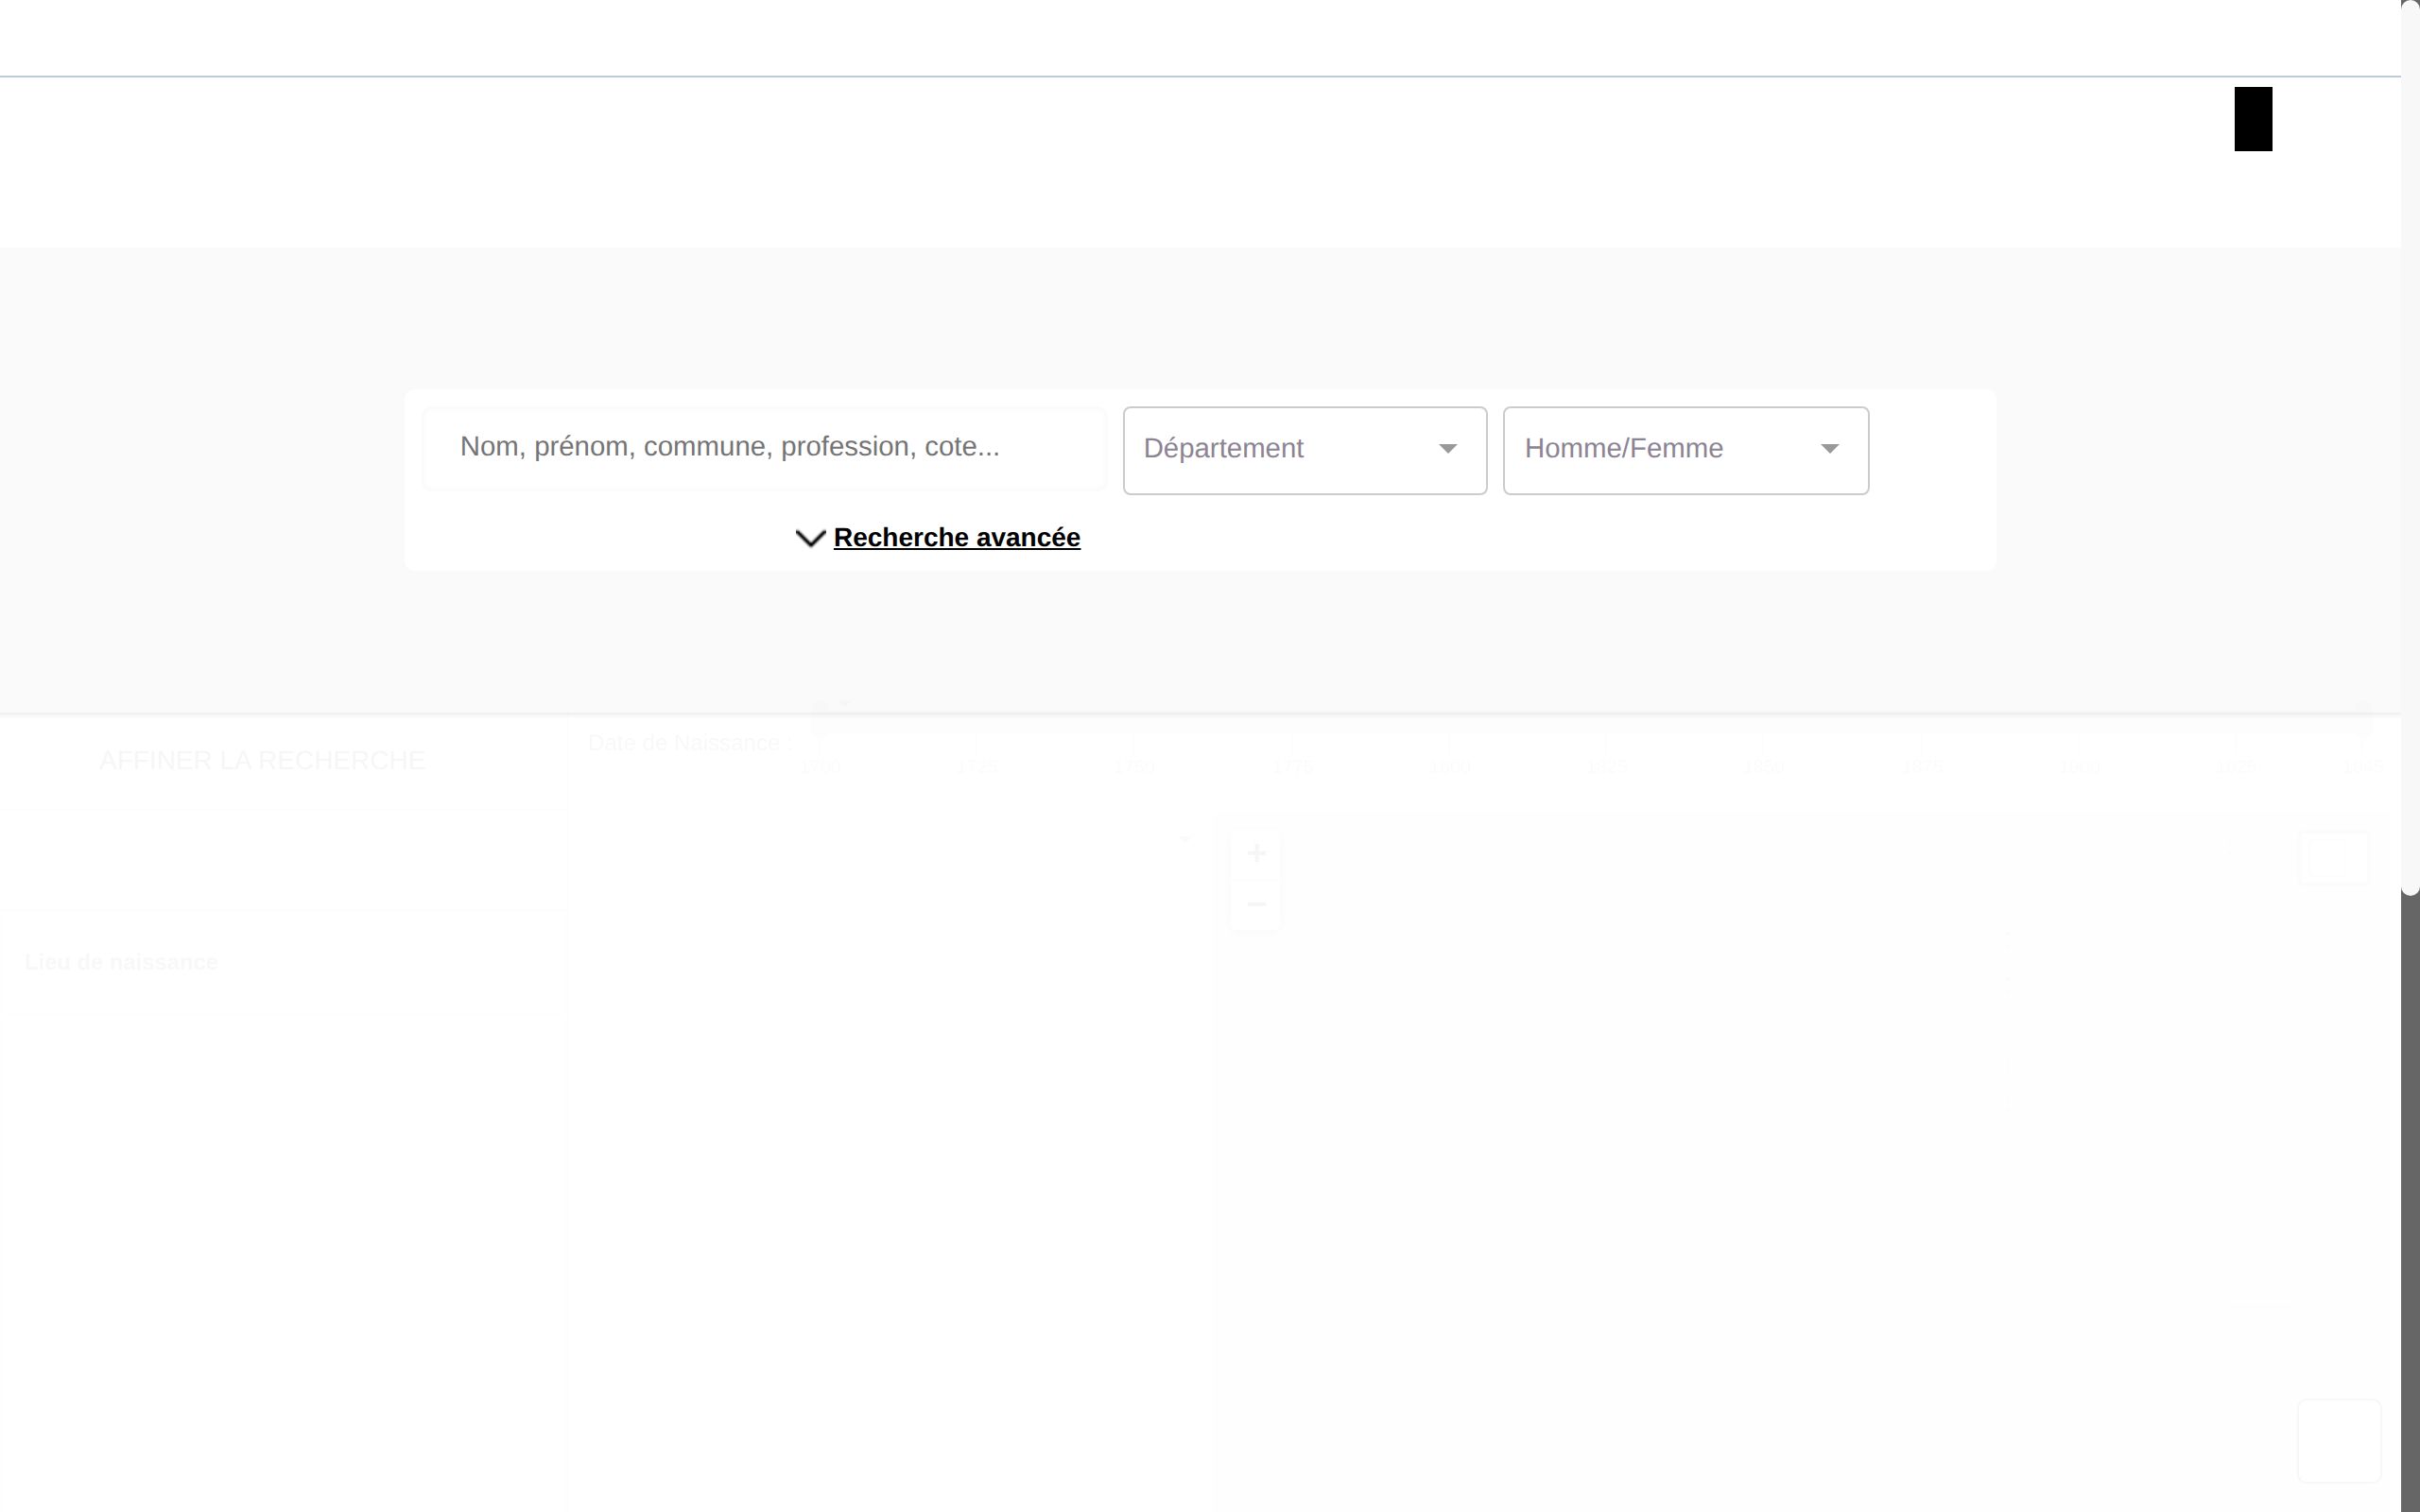 Nom, prénom, commune, profession, cote...
Département
Homme/Femme
Recherche avancée
Date de Naissance :
AFFINER LA RECHERCHE
+
−
Lieu de naissance